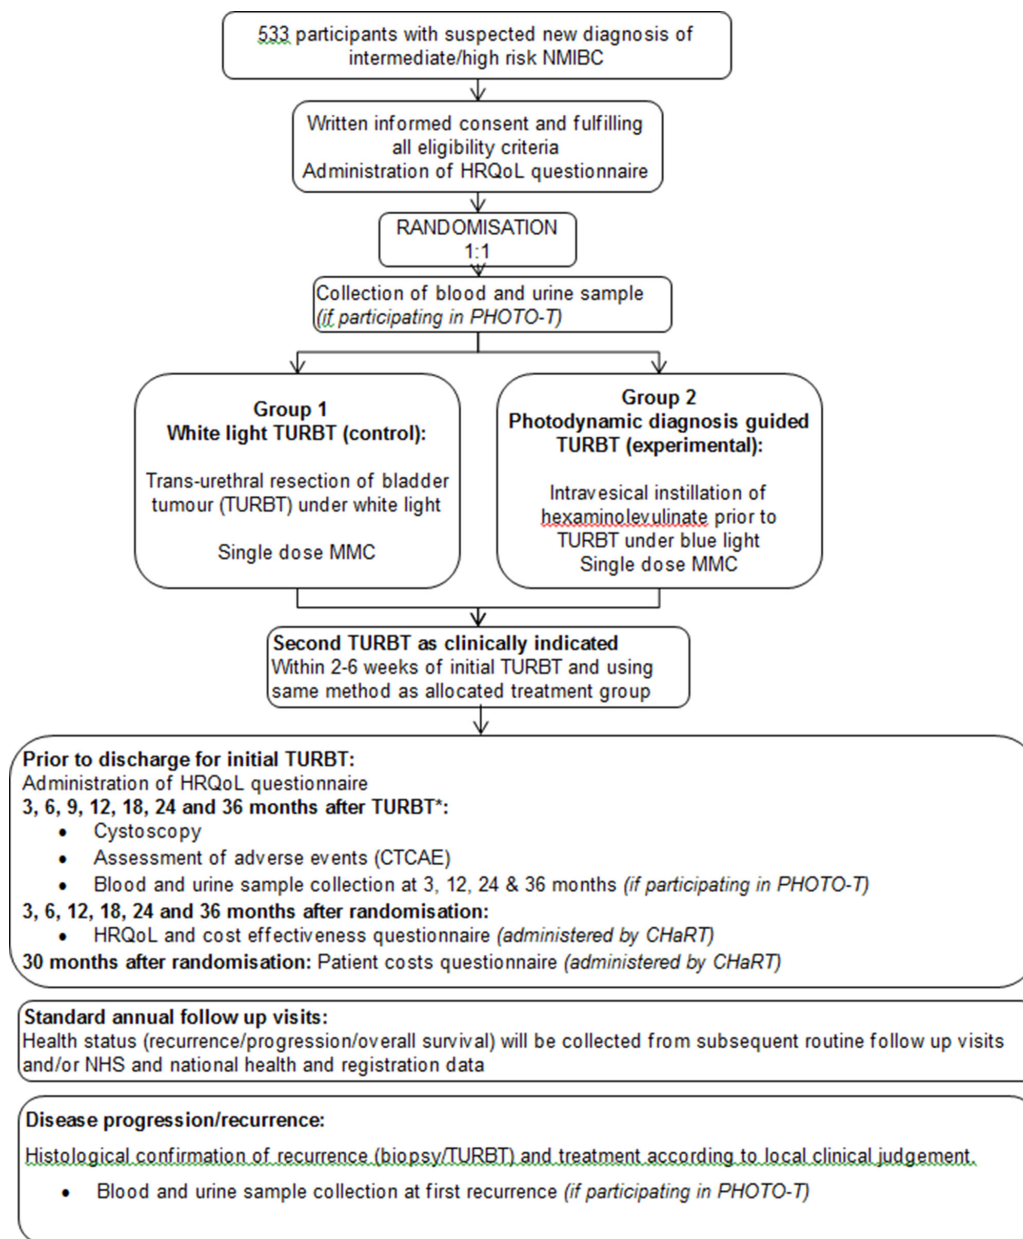 533 participants with suspected new diagnosis of
intermediate/high risk NMIBC
Written informed consent and fulfilling
all eligibility criteria
Administration of HRQoL questionnaire
RANDOMISATION
1:1
Collection of blood and urine sample
(if participating in PHOTO-T)
Group 1
White light TURBT (control):
Trans-urethral resection of bladder
tumour (TURBT) under white light
Single dose MMC
Group 2
Photodynamic diagnosis guided
TURBT (experimental):
Intravesical instillation of
hexaminolevulinate prior to
TURBT under blue light
Single dose MMC
Second TURBT as clinically indicated
Within 2-6 weeks of initial TURBT and using
same method as allocated treatment group
Prior to discharge for initial TURBT:
Administration of HRQoL questionnaire
3, 6, 9, 12, 18, 24 and 36 months after TURBT*:
• Cystoscopy
• Assessment of adverse events (CTCAE)
• Blood and urine sample collection at 3, 12, 24 & 36 months (if participating in PHOTO-T)
3, 6, 12, 18, 24 and 36 months after randomisation:
• HRQoL and cost effectiveness questionnaire (administered by CHaRT)
30 months after randomisation: Patient costs questionnaire (administered by CHaRT)
Standard annual follow up visits:
Health status (recurrence/progression/overall survival) will be collected from subsequent routine follow up visits
and/or NHS and national health and registration data
Disease progression/recurrence:
Histological confirmation of recurrence (biopsy/TURBT) and treatment according to local clinical judgement.
• Blood and urine sample collection at first recurrence (if participating in PHOTO-T)